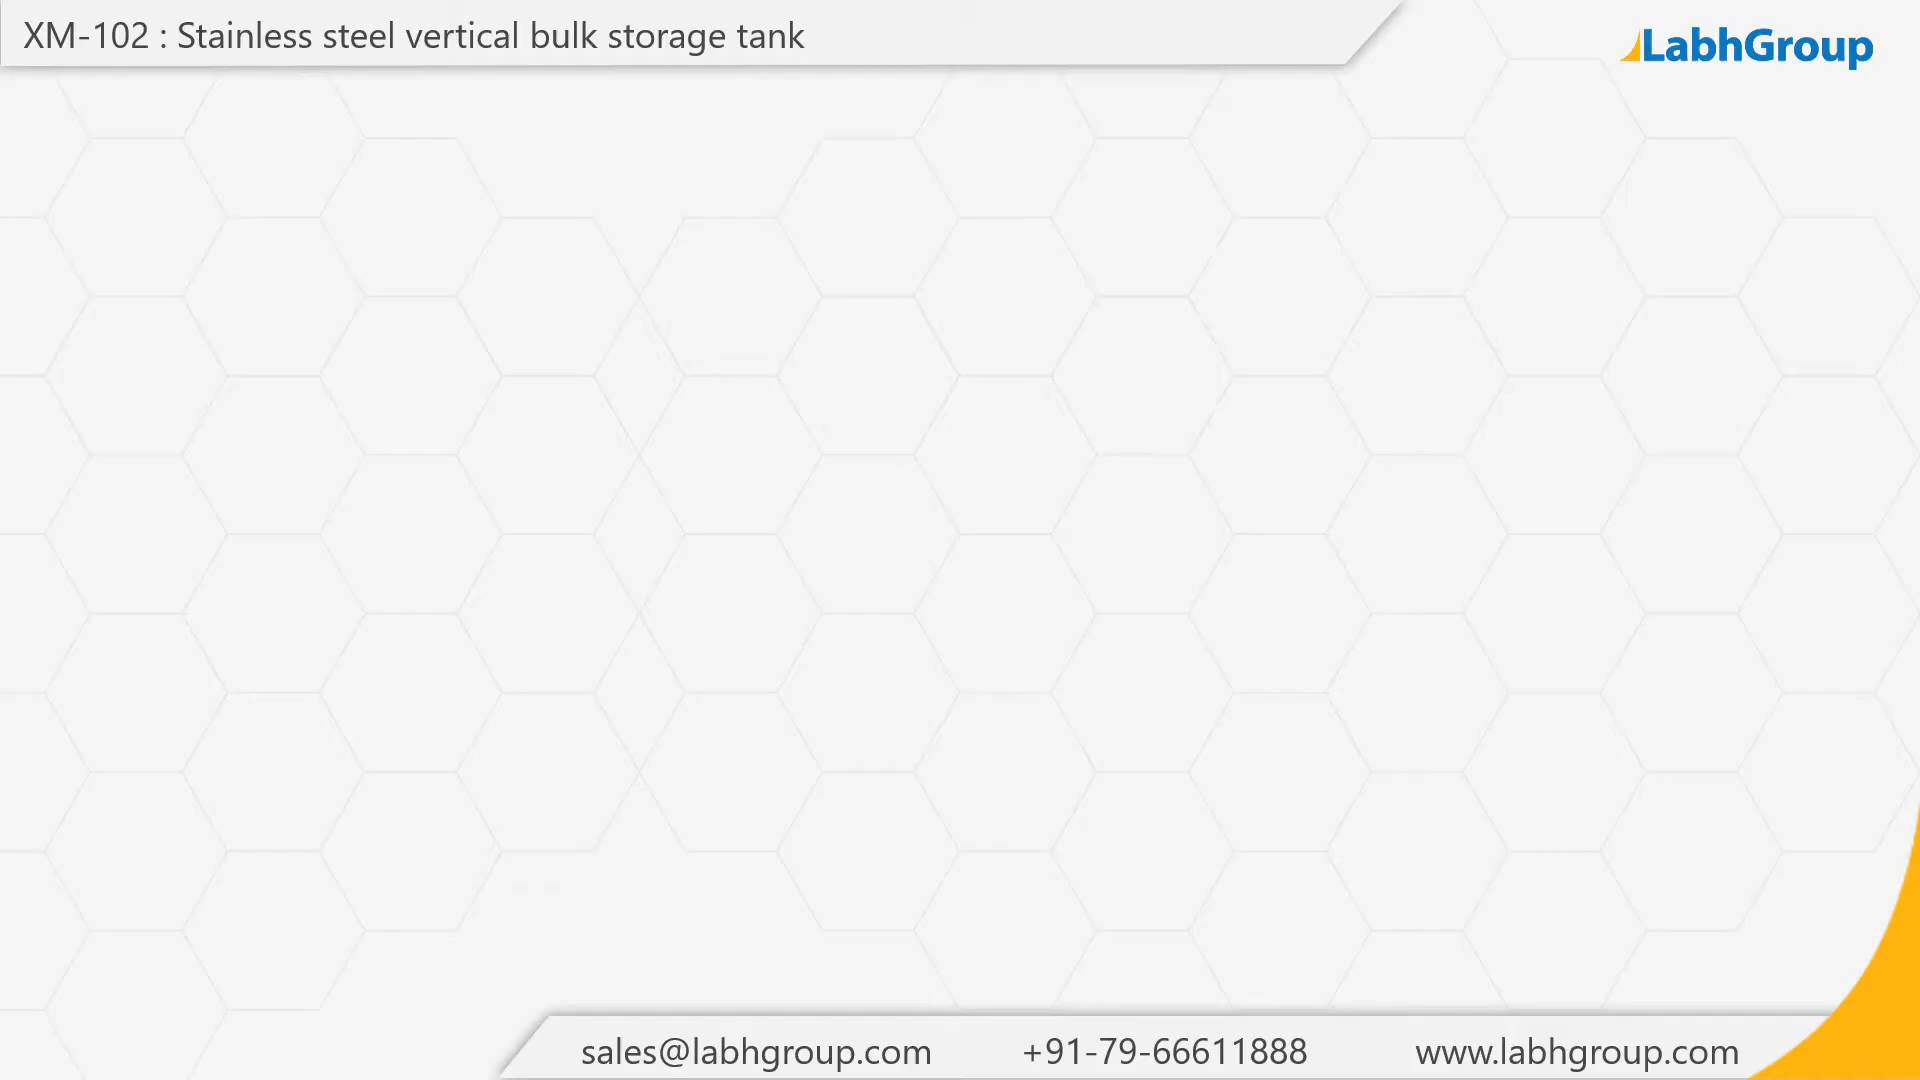 XM-102 : Stainless steel vertical bulk storage tank
LabhGroup
sales@labhgroup.com +91-79-66611888 www.labhgroup.com